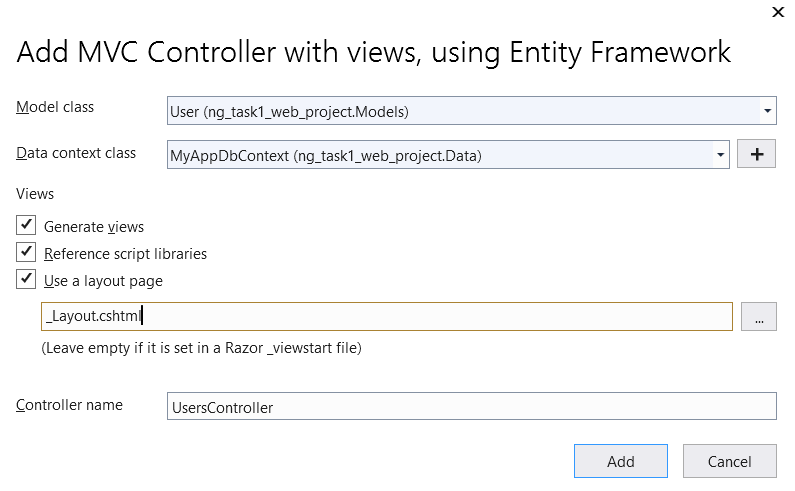 Add MVC Controller with views, using Entity Framework
Model class
User (ng_task1_web_project.Models)
Data context class
MyAppDbContext (ng_task1_web_project.Data)
+
Views
Generate views
Reference script libraries
Use a layout page
_Layout.cshtml
...
(Leave empty if it is set in a Razor _viewstart file)
Controller name
UsersController
Add
Cancel